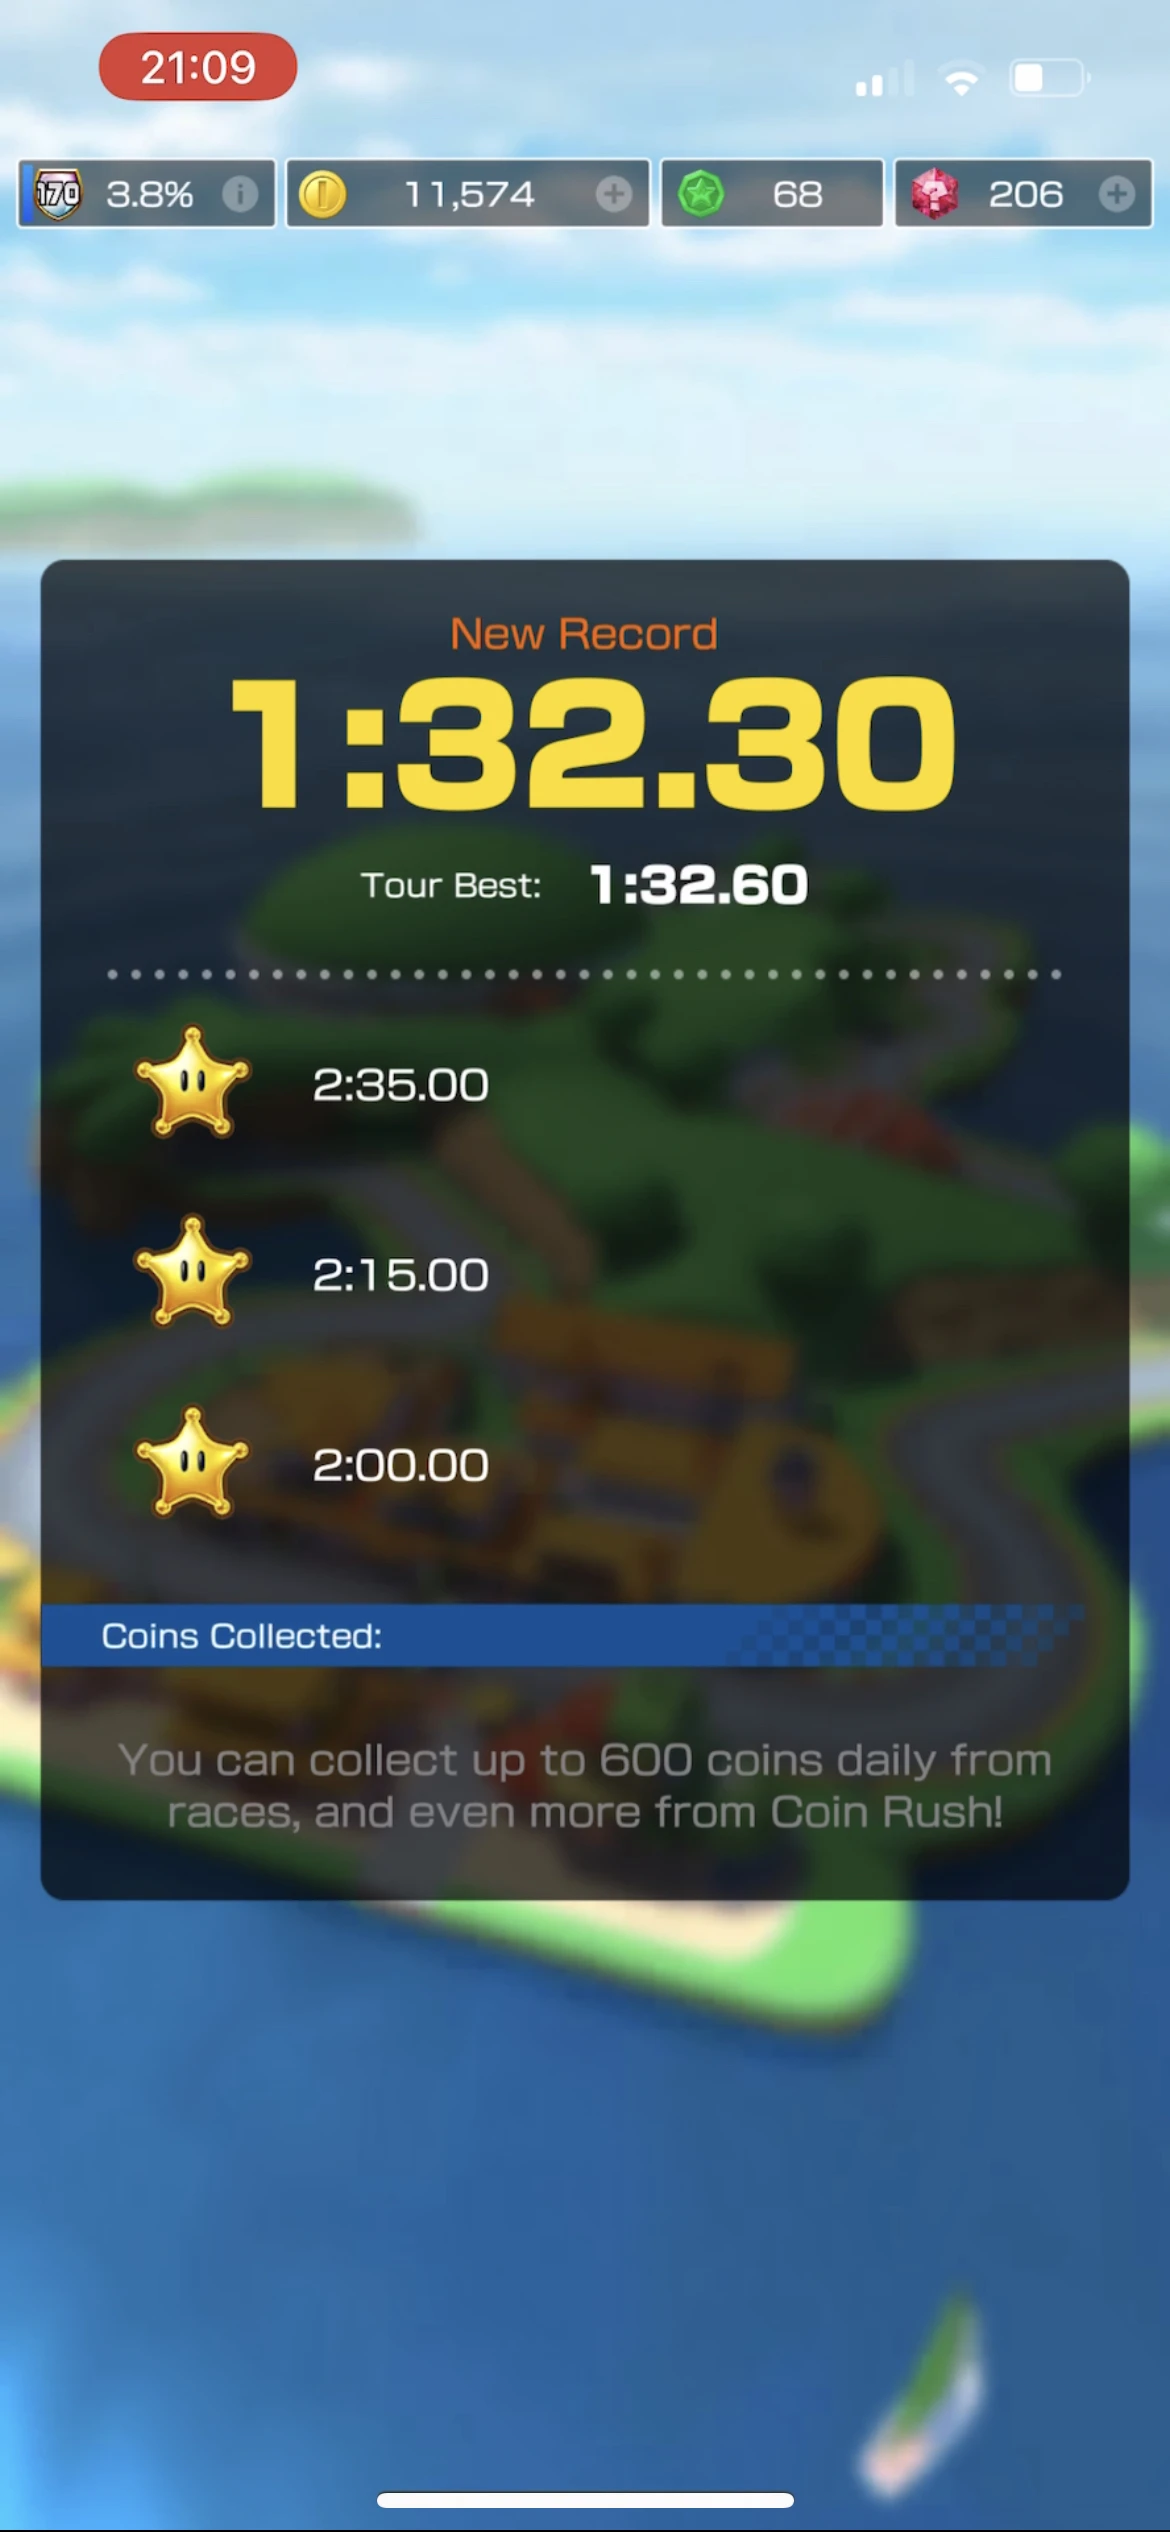 21:09
170 3.8% 11,574 68 206
New Record
1:32.30
Tour Best: 1:32.60
2:35.00
2:15.00
2:00.00
Coins Collected:
You can collect up to 600 coins daily from
races, and even more from Coin Rush!